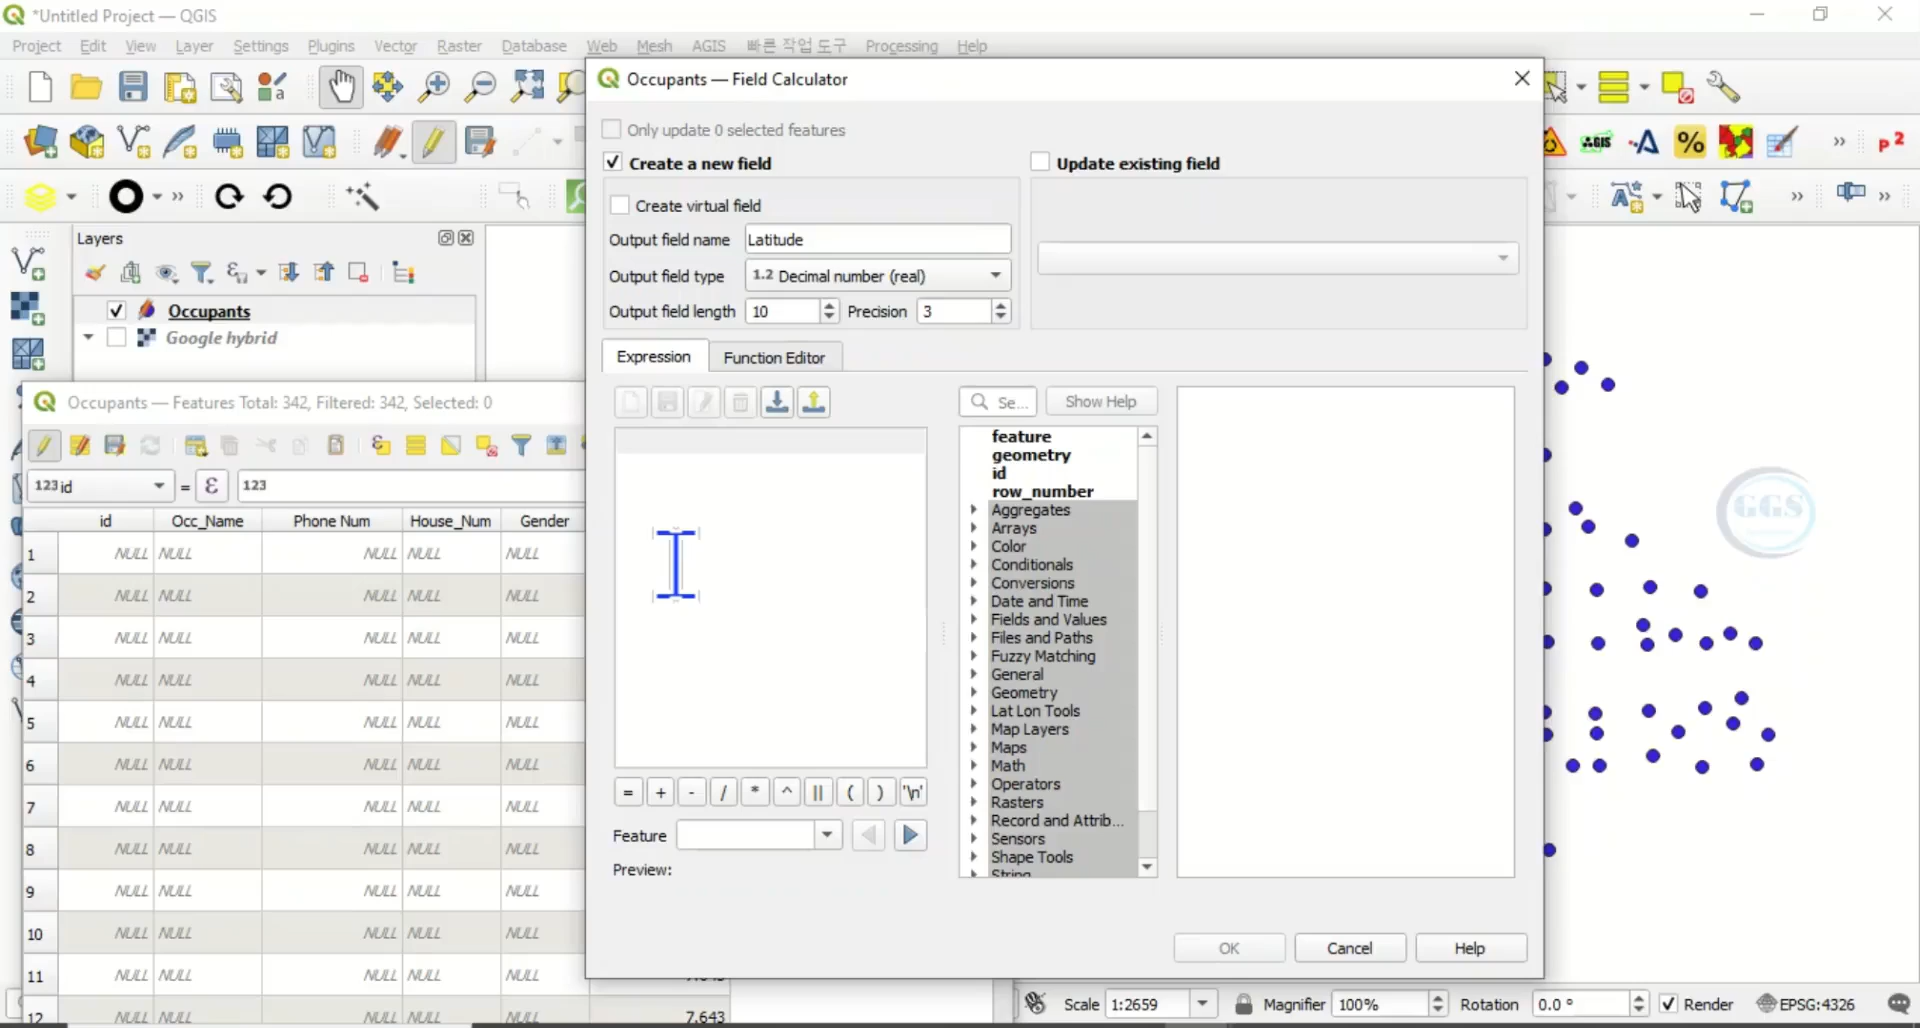 *Untitled Project — QGIS
Project Edit View Layer Settings Plugins Vector Raster Database Web Mesh AGIS 빠른 작업 도구 Processing Help
Occupants — Field Calculator
Only update 0 selected features
Create a new field
Update existing field
Create virtual field
Output field name Latitude
Output field type 1.2 Decimal number (real)
Output field length 10 Precision 3
Layers
Occupants
Google hybrid
Expression Function Editor
Se... Show Help
feature
geometry
id
row_number
Aggregates
Arrays
Color
Conditionals
Conversions
Date and Time
Fields and Values
Files and Paths
Fuzzy Matching
General
Geometry
Lat Lon Tools
Map Layers
Maps
Math
Operators
Rasters
Record and Attrib...
Sensors
Shape Tools
String
= + - / * ^ || ( ) '\n'
Feature
Preview:
OK Cancel Help
Occupants — Features Total: 342, Filtered: 342, Selected: 0
123 id = ε 123
id Occ_Name Phone Num House_Num Gender
1 NULL NULL NULL NULL NULL
2 NULL NULL NULL NULL NULL
3 NULL NULL NULL NULL NULL
4 NULL NULL NULL NULL NULL
5 NULL NULL NULL NULL NULL
6 NULL NULL NULL NULL NULL
7 NULL NULL NULL NULL NULL
8 NULL NULL NULL NULL NULL
9 NULL NULL NULL NULL NULL
10 NULL NULL NULL NULL NULL
11 NULL NULL NULL NULL NULL
12 NULL NULL NULL NULL NULL 7.643
GGS
AGIS
P2
Scale 1:2659 Magnifier 100% Rotation 0.0 ° Render EPSG:4326